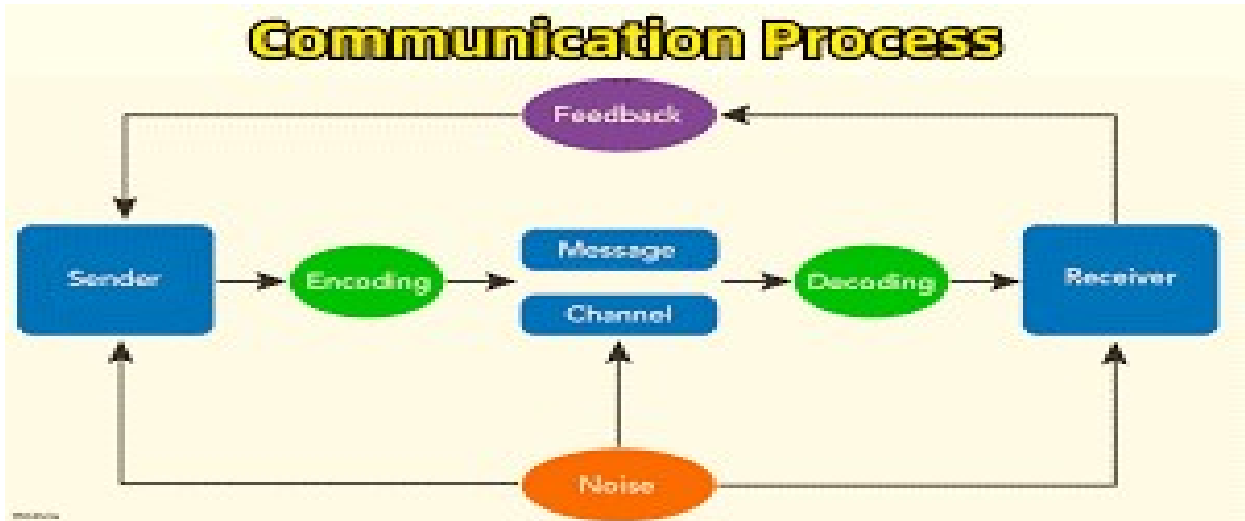 Communication Process
Feedback
Sender
Encoding
Message
Channel
Decoding
Receiver
Noise